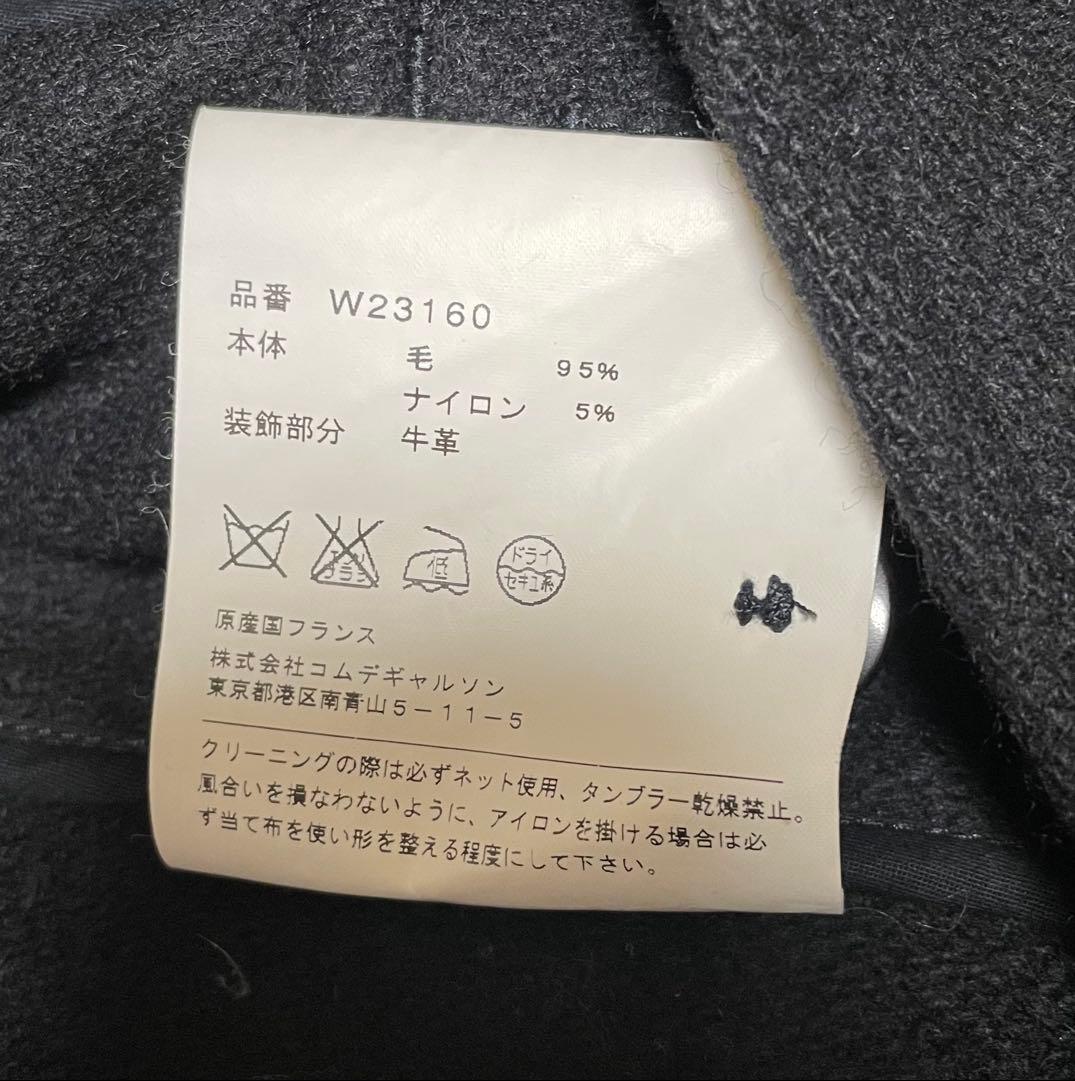 品番 W23160
本体 毛 95%
ナイロン 5%
装飾部分 牛革
エンソ
サラシ
低
ドライ
セキユ系
原産国フランス
株式会社コムデギャルソン
東京都港区南青山5-11-5
クリーニングの際は必ずネット使用、タンブラー乾燥禁止。
風合いを損なわないように、アイロンを掛ける場合は必
ず当て布を使い形を整える程度にして下さい。